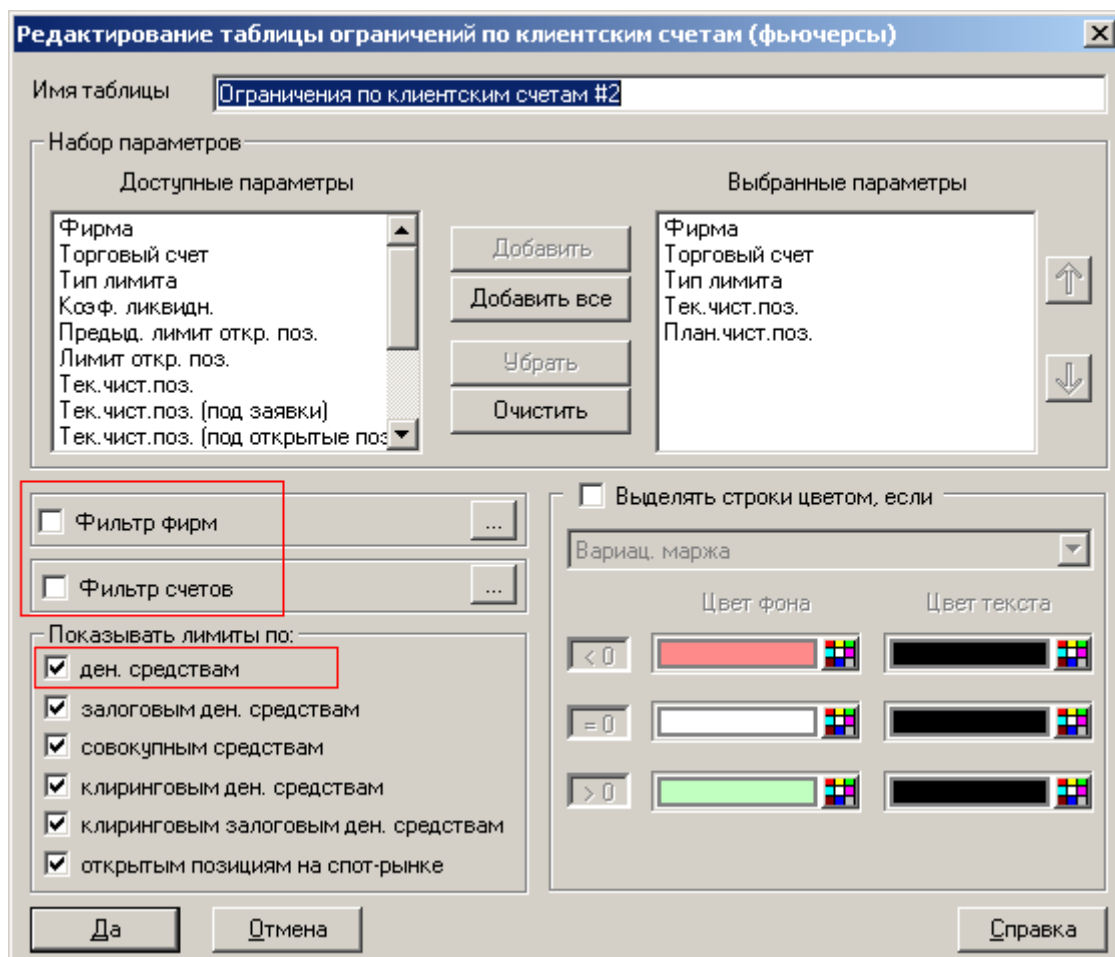 Редактирование таблицы ограничений по клиентским счетам (фьючерсы)
Имя таблицы
Ограничения по клиентским счетам #2
Набор параметров
Доступные параметры
Фирма
Торговый счет
Тип лимита
Коэф. ликвидн.
Предыд. лимит откр. поз.
Лимит откр. поз.
Тек.чист.поз.
Тек.чист.поз. (под заявки)
Тек.чист.поз. (под открытые поз
Добавить
Добавить все
Убрать
Очистить
Выбранные параметры
Фирма
Торговый счет
Тип лимита
Тек.чист.поз.
План.чист.поз.
Фильтр фирм
...
Фильтр счетов
...
Показывать лимиты по:
ден. средствам
залоговым ден. средствам
совокупным средствам
клиринговым ден. средствам
клиринговым залоговым ден. средствам
открытым позициям на спот-рынке
Выделять строки цветом, если
Вариац. маржа
Цвет фона Цвет текста
< 0
= 0
> 0
Да
Отмена
Справка